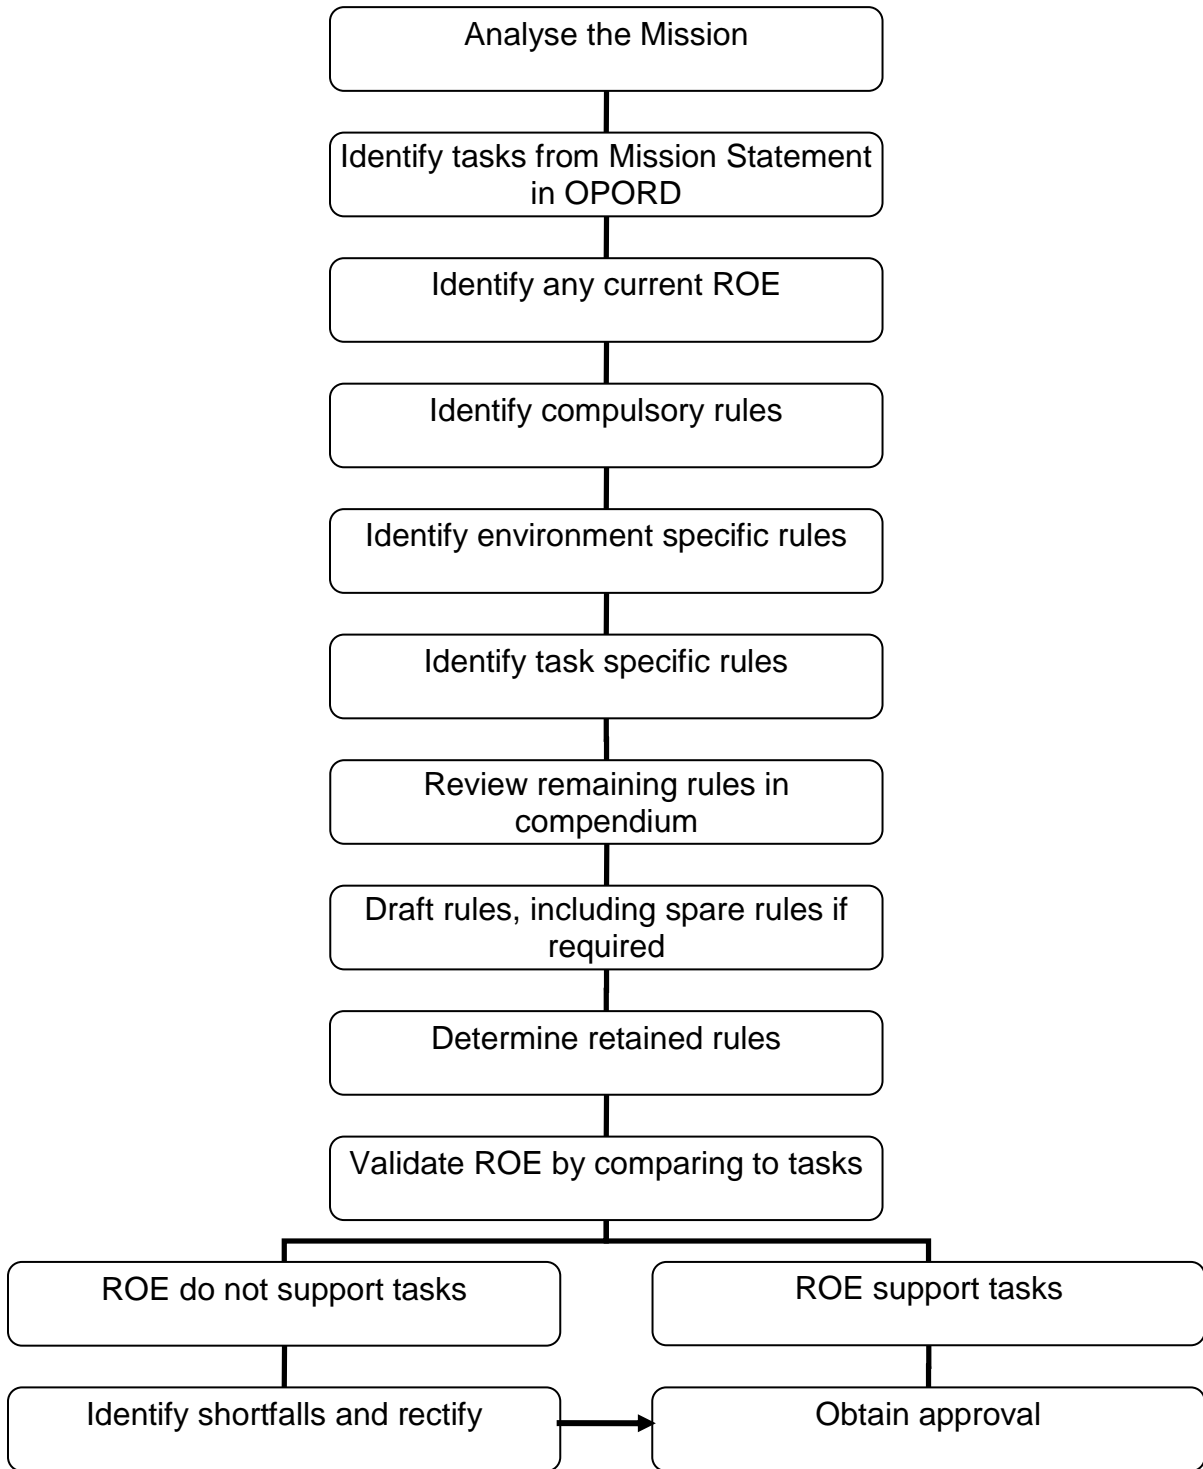 Analyse the Mission
Identify tasks from Mission Statement
in OPORD
Identify any current ROE
Identify compulsory rules
Identify environment specific rules
Identify task specific rules
Review remaining rules in
compendium
Draft rules, including spare rules if
required
Determine retained rules
Validate ROE by comparing to tasks
ROE do not support tasks
ROE support tasks
Identify shortfalls and rectify
Obtain approval